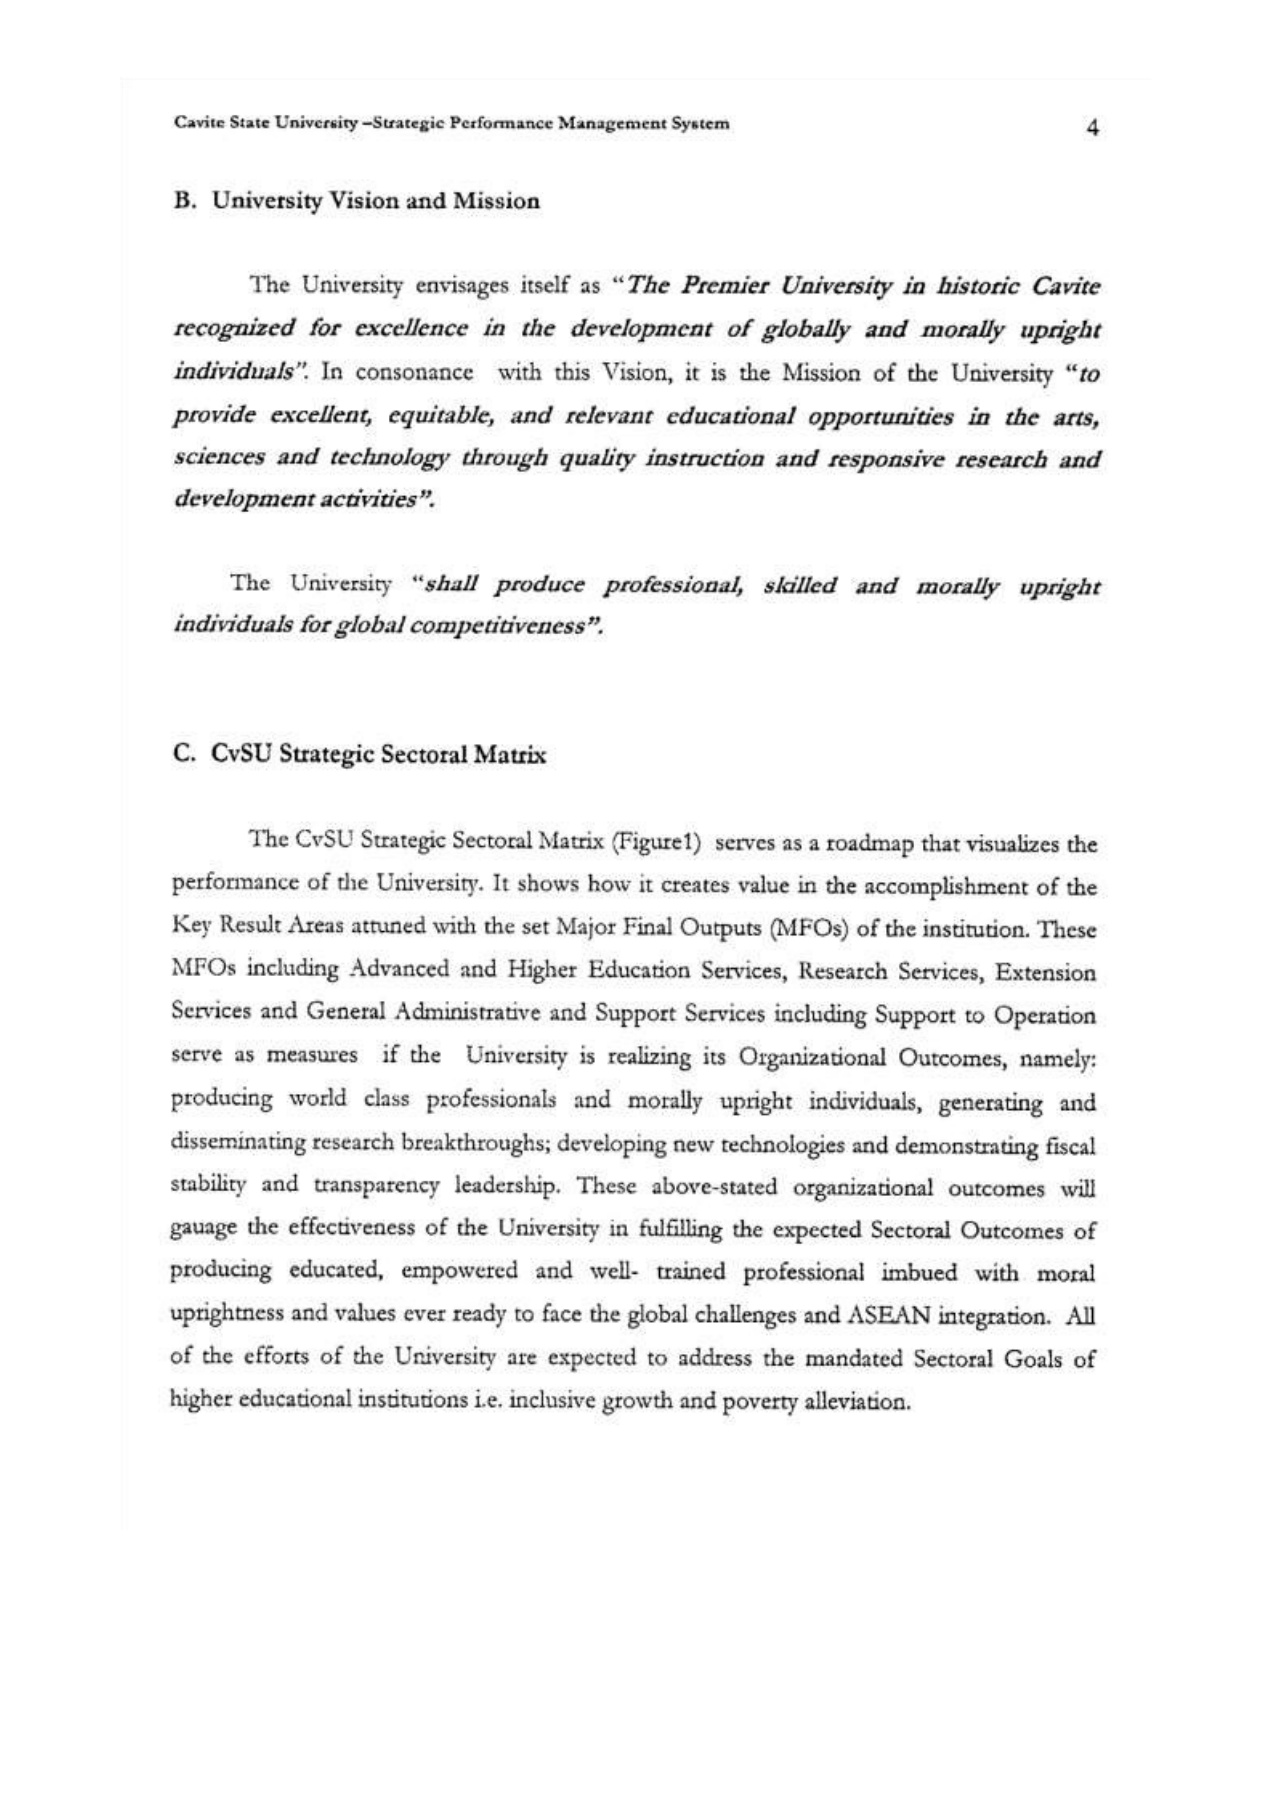 Cavite State University –Strategic Performance Management System 4
B. University Vision and Mission
The University envisages itself as “The Premier University in historic Cavite
recognized for excellence in the development of globally and morally upright
individuals”. In consonance with this Vision, it is the Mission of the University “to
provide excellent, equitable, and relevant educational opportunities in the arts,
sciences and technology through quality instruction and responsive research and
development activities”.
The University “shall produce professional, skilled and morally upright
individuals for global competitiveness”.
C. CvSU Strategic Sectoral Matrix
The CvSU Strategic Sectoral Matrix (Figure1) serves as a roadmap that visualizes the
performance of the University. It shows how it creates value in the accomplishment of the
Key Result Areas attuned with the set Major Final Outputs (MFOs) of the institution. These
MFOs including Advanced and Higher Education Services, Research Services, Extension
Services and General Administrative and Support Services including Support to Operation
serve as measures if the University is realizing its Organizational Outcomes, namely:
producing world class professionals and morally upright individuals, generating and
disseminating research breakthroughs; developing new technologies and demonstrating fiscal
stability and transparency leadership. These above-stated organizational outcomes will
gauage the effectiveness of the University in fulfilling the expected Sectoral Outcomes of
producing educated, empowered and well- trained professional imbued with moral
uprightness and values ever ready to face the global challenges and ASEAN integration. All
of the efforts of the University are expected to address the mandated Sectoral Goals of
higher educational institutions i.e. inclusive growth and poverty alleviation.